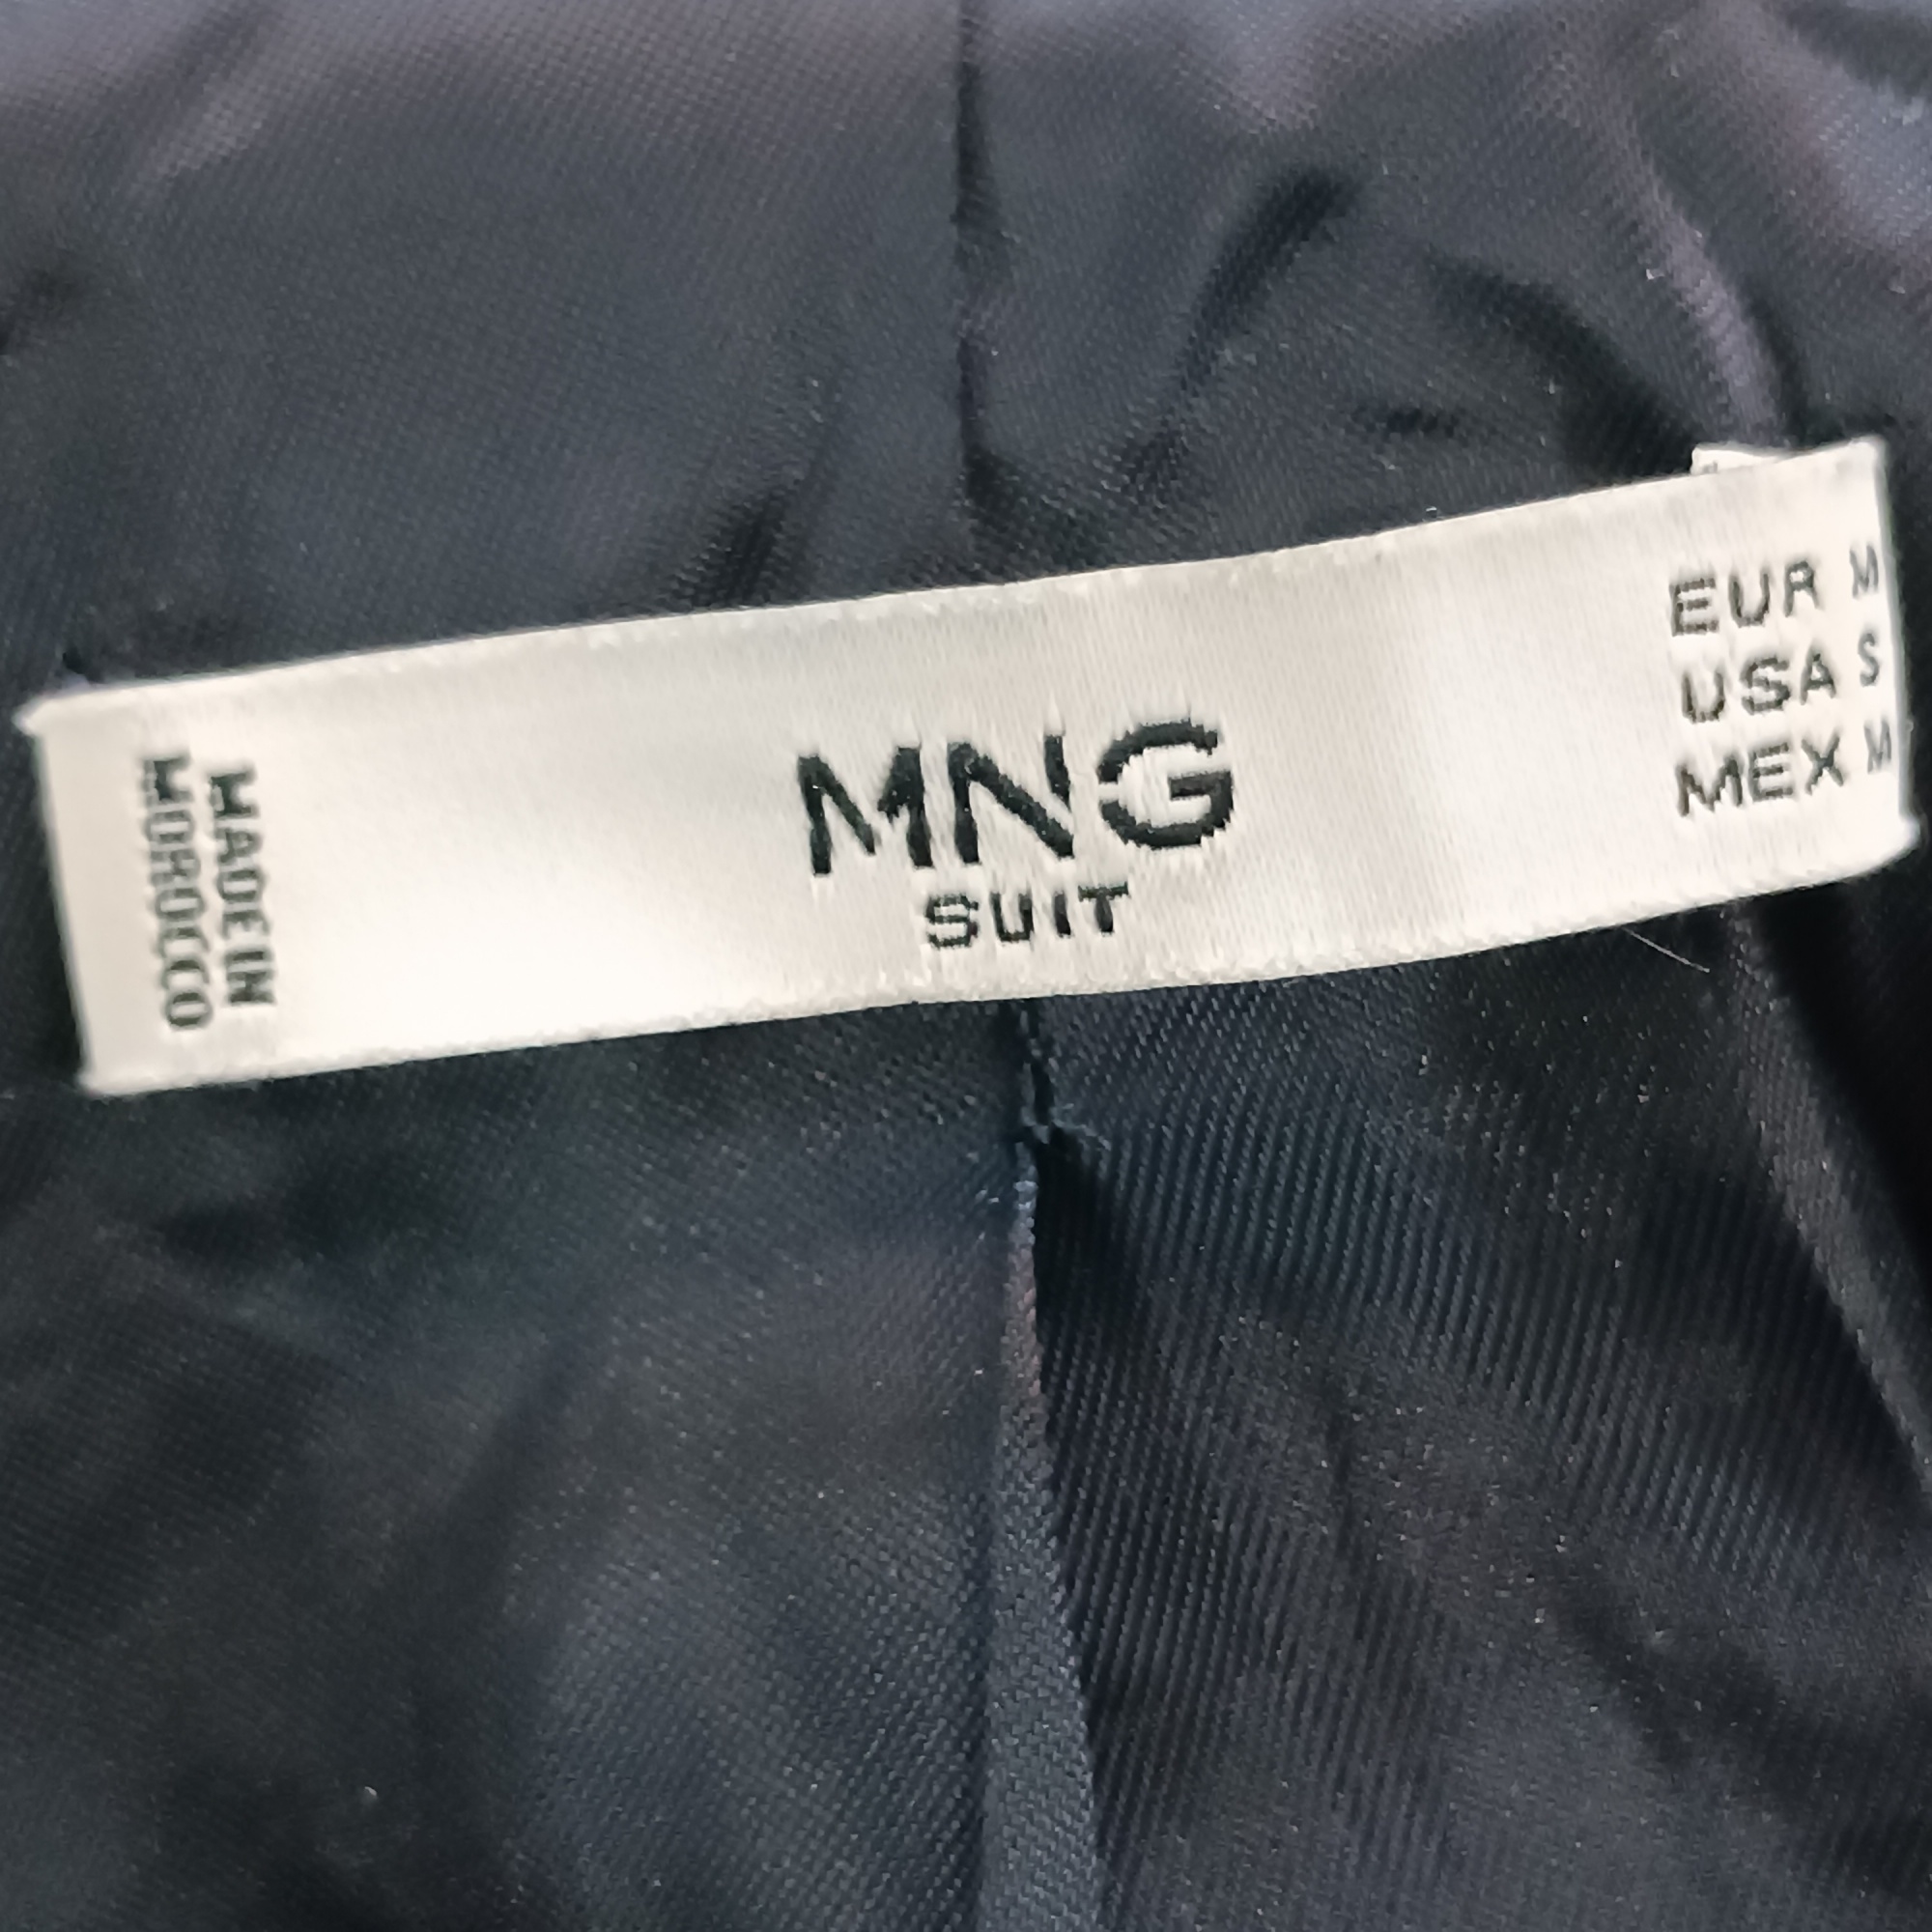 MADE IN
MOROCCO
MNG
SUIT
EUR M
USA S
MEX M